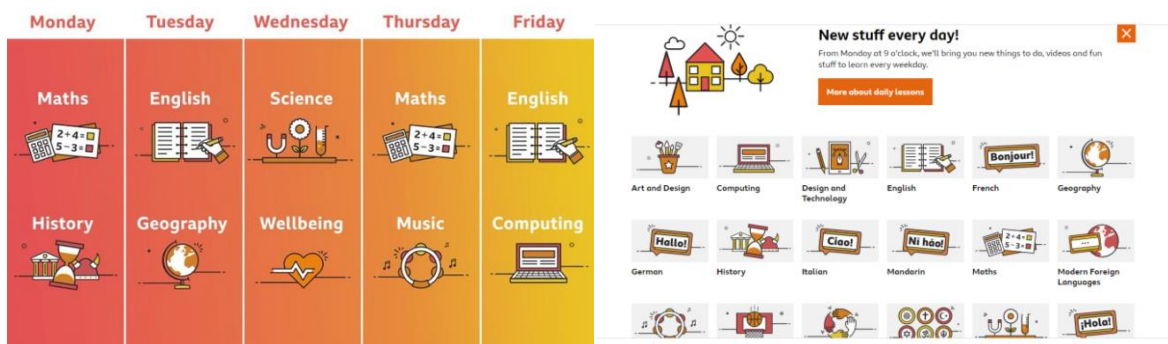 Monday Tuesday Wednesday Thursday Friday
Maths English Science Maths English
2+4=
5-3=
2+4=
5-3=
History Geography Wellbeing Music Computing
New stuff every day!
From Monday at 9 o'clock, we'll bring you new things to do, videos and fun
stuff to learn every weekday.
More about daily lessons
Bonjour!
Art and Design Computing Design and Technology English French Geography
Hallo!
Ciao!
Ni hăo!
2+4=
5-3=
...
German History Italian Mandarin Maths Modern Foreign Languages
¡Hola!